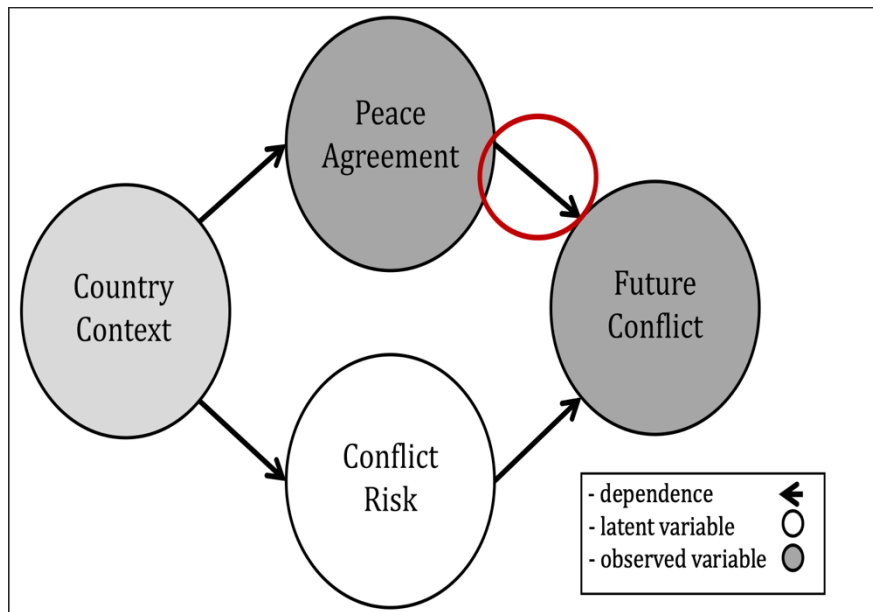 Peace
Agreement
Country
Context
Future
Conflict
Conflict
Risk
- dependence
- latent variable
- observed variable